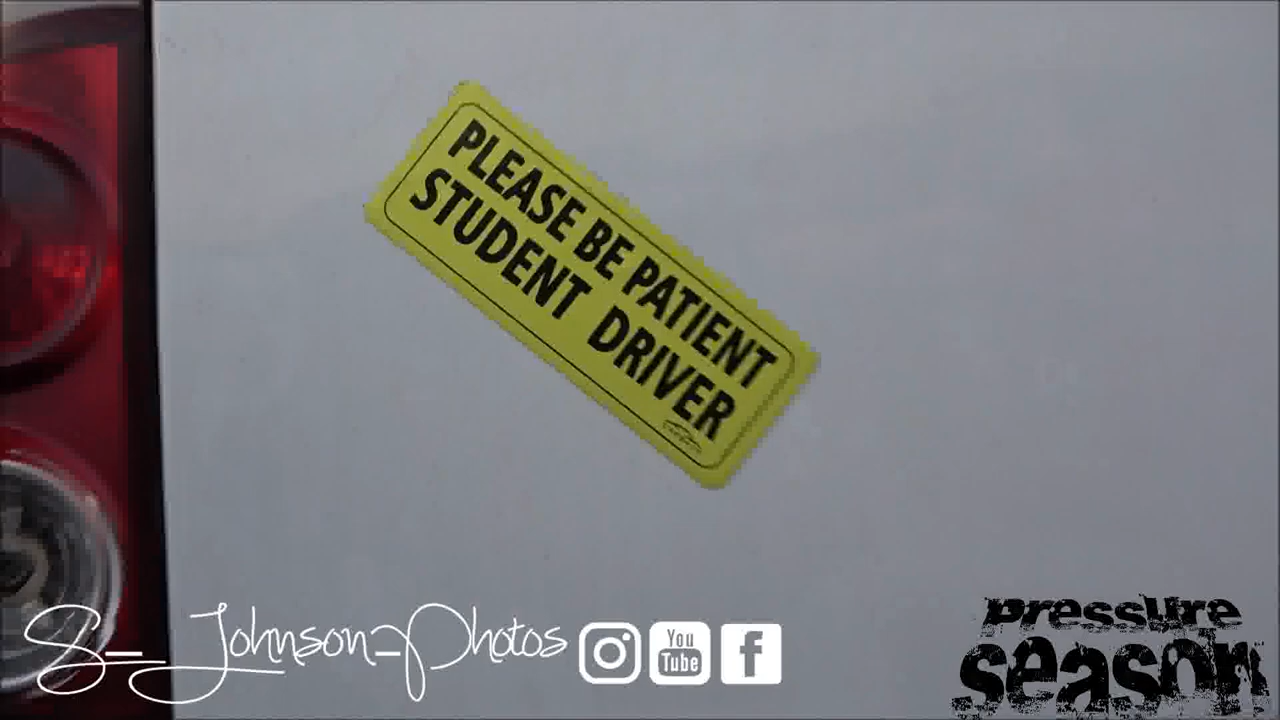 PLEASE BE PATIENT
STUDENT DRIVER
S_Johnson_Photos
You
Tube
f
pressure
season